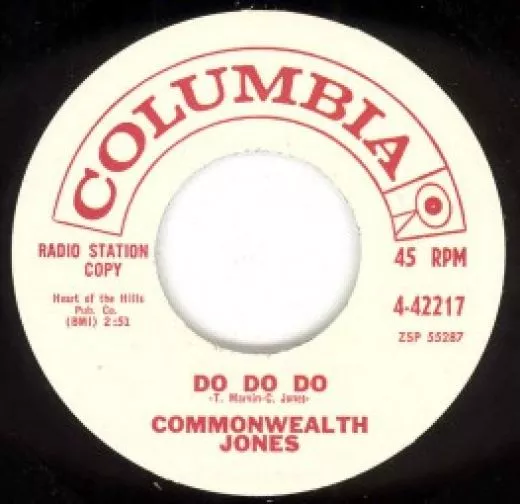 COLUMBIA
RADIO STATION
COPY
45 RPM
Heart of the Hills
Pub. Co.
(BMI) 2:51
4-42217
ZSP 55287
DO DO DO
-T. Marvin-C. Jones-
COMMONWEALTH
JONES